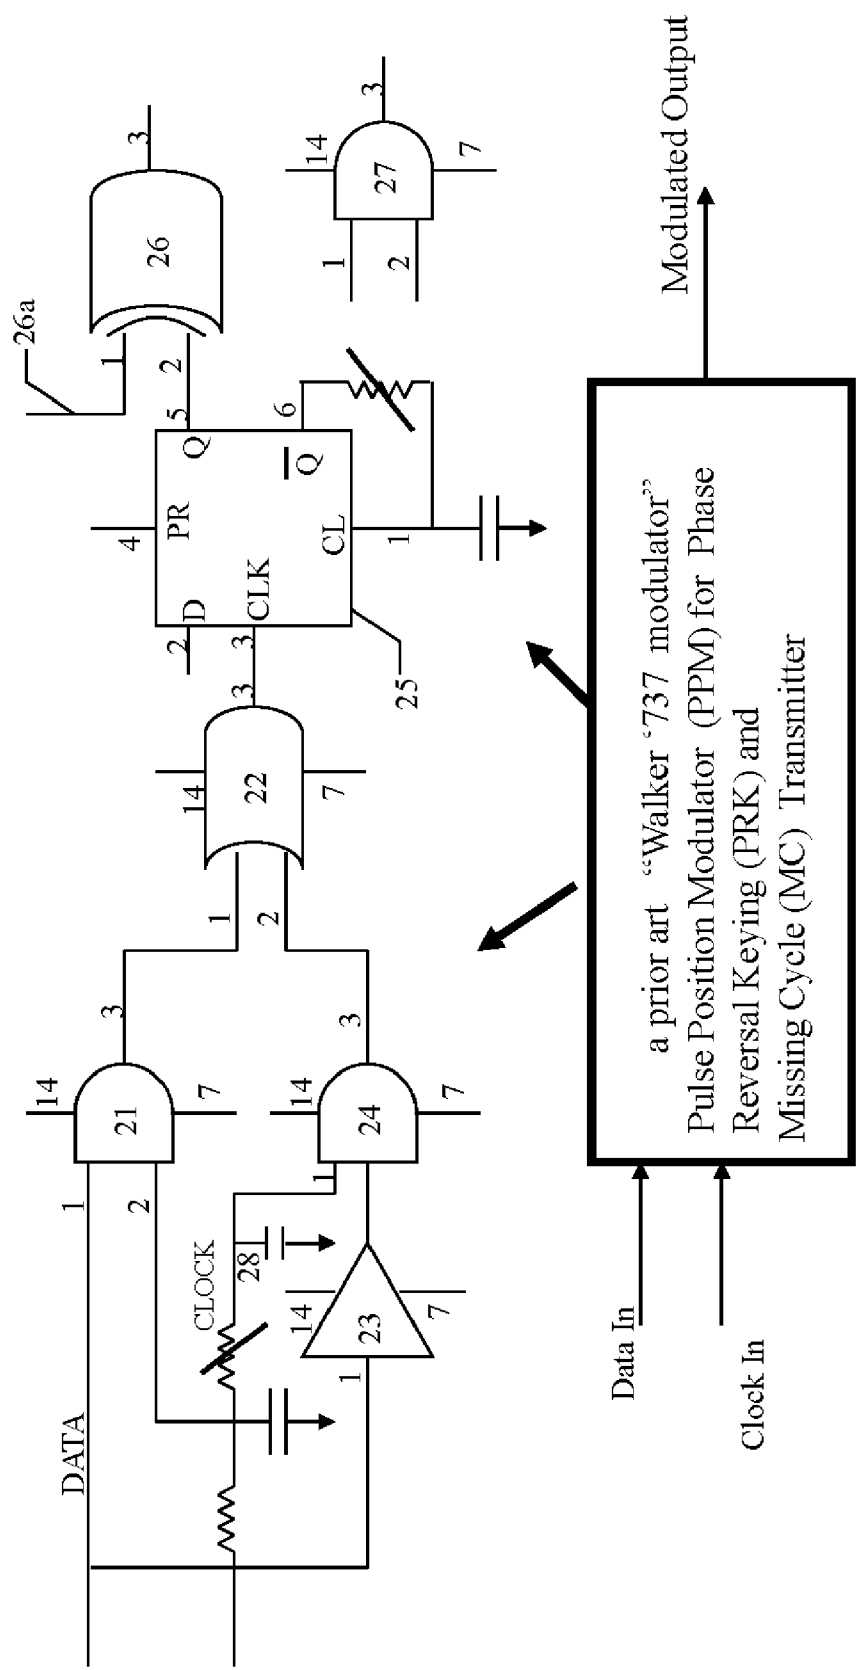 DATA
CLOCK
1
2
14
7
21
3
1
14
7
23
28
1
14
7
24
3
1
2
14
7
22
3
3
2
D
CLK
4
PR
CL
1
Q
5
Q
6
25
26a
1
2
26
3
1
2
14
7
27
3
Data In
Clock In
a prior art “Walker ‘737 modulator”
Pulse Position Modulator (PPM) for Phase
Reversal Keying (PRK) and
Missing Cycle (MC) Transmitter
Modulated Output